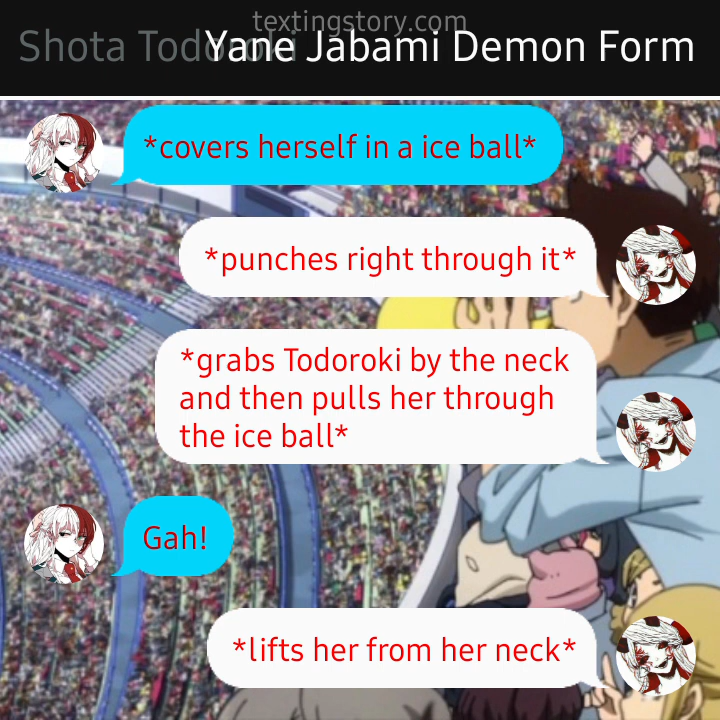 textingstory.com
Shota Todoroki
Yane Jabami Demon Form
*covers herself in a ice ball*
*punches right through it*
*grabs Todoroki by the neck
and then pulls her through
the ice ball*
Gah!
*lifts her from her neck*